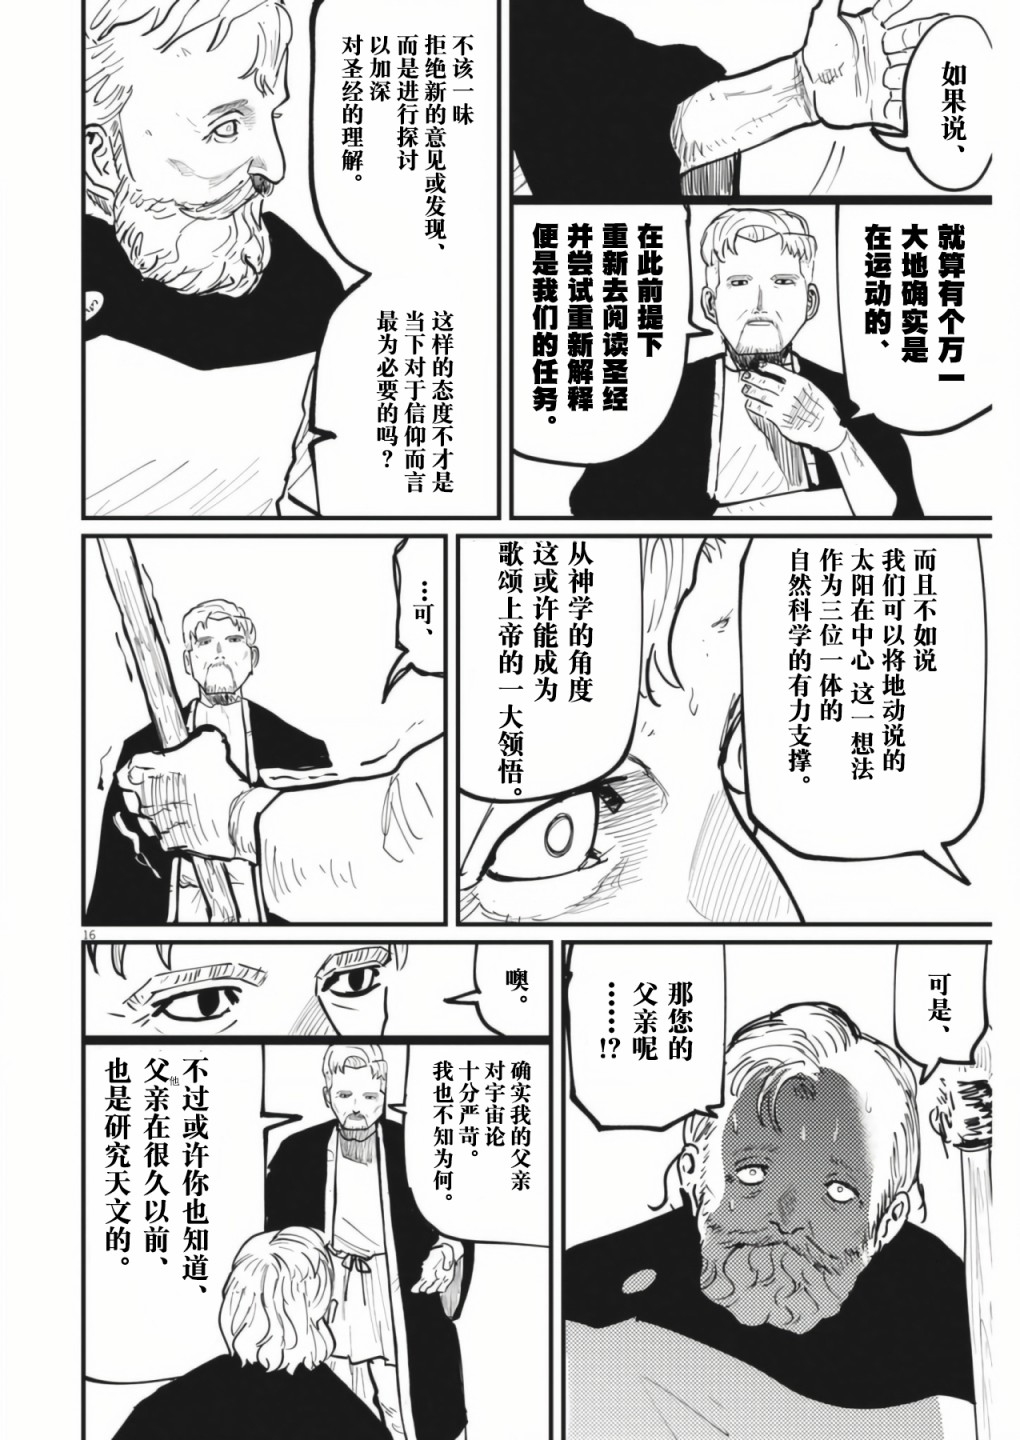 如果说、
就算有个万一
大地确实是
在运动的、
在此前提下
重新去阅读圣经
并尝试重新解释
便是我们的任务。
不该一味
拒绝新的意见或发现、
而是进行探讨
以加深
对圣经的理解。
这样的态度不才是
当下对于信仰而言
最为必要的吗？
而且不如说
我们可以将地动说的
太阳在中心 这一想法
作为三位一体的
自然科学的有力支撑。
从神学的角度
这或许能成为
歌颂上帝的一大领悟。
…可、
16
可是、
那您的
父亲呢
……!?
噢。
确实我的父亲
对宇宙论
十分严苛。
我也不知为何。
不过或许你也知道、
父亲在很久以前、
他
也是研究天文的。